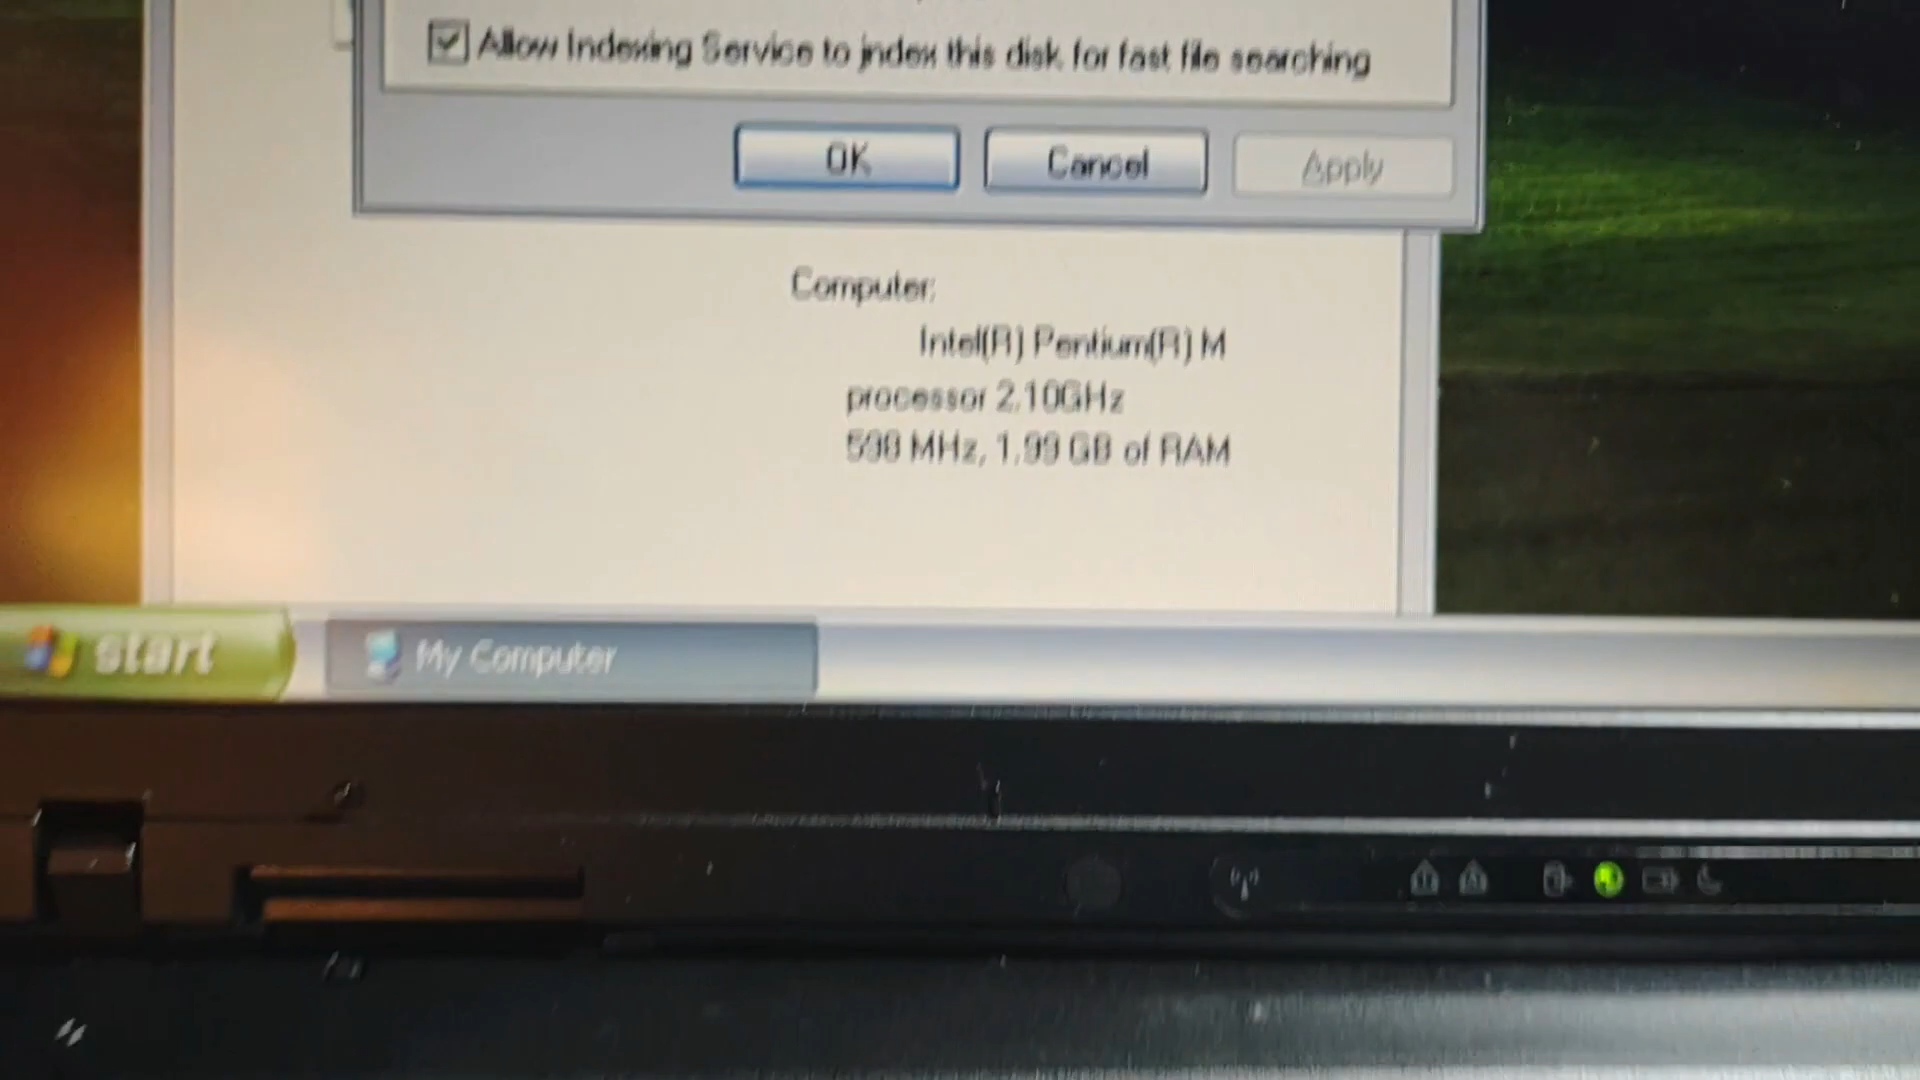 Allow Indexing Service to index this disk for fast file searching
OK
Cancel
Apply
Computer:
Intel(R) Pentium(R) M
processor 2.10GHz
598 MHz, 1.99 GB of RAM
start
My Computer